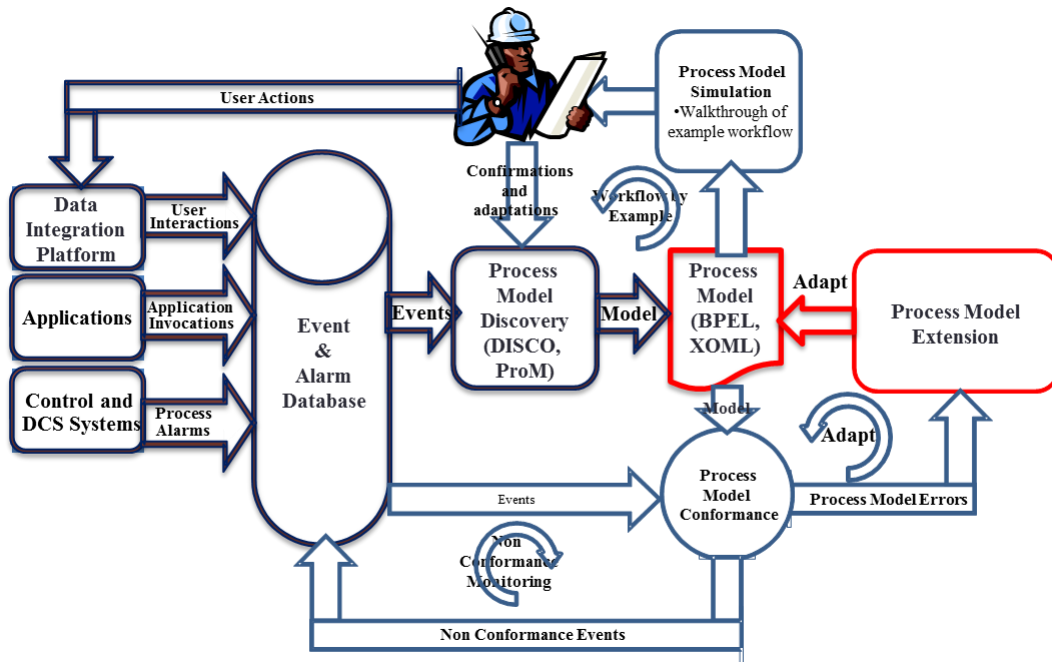 User Actions
Process Model
Simulation
•Walkthrough of
example workflow
Confirmations
and
adaptations
Workflow by
Example
Data
Integration
Platform
User
Interactions
Applications
Application
Invocations
Control and
DCS Systems
Process
Alarms
Event
&
Alarm
Database
Events
Process
Model
Discovery
(DISCO,
ProM)
Model
Process
Model
(BPEL,
XOML)
Adapt
Process Model
Extension
Model
Adapt
Events
Process
Model
Conformance
Process Model Errors
Non
Conformance
Monitoring
Non Conformance Events